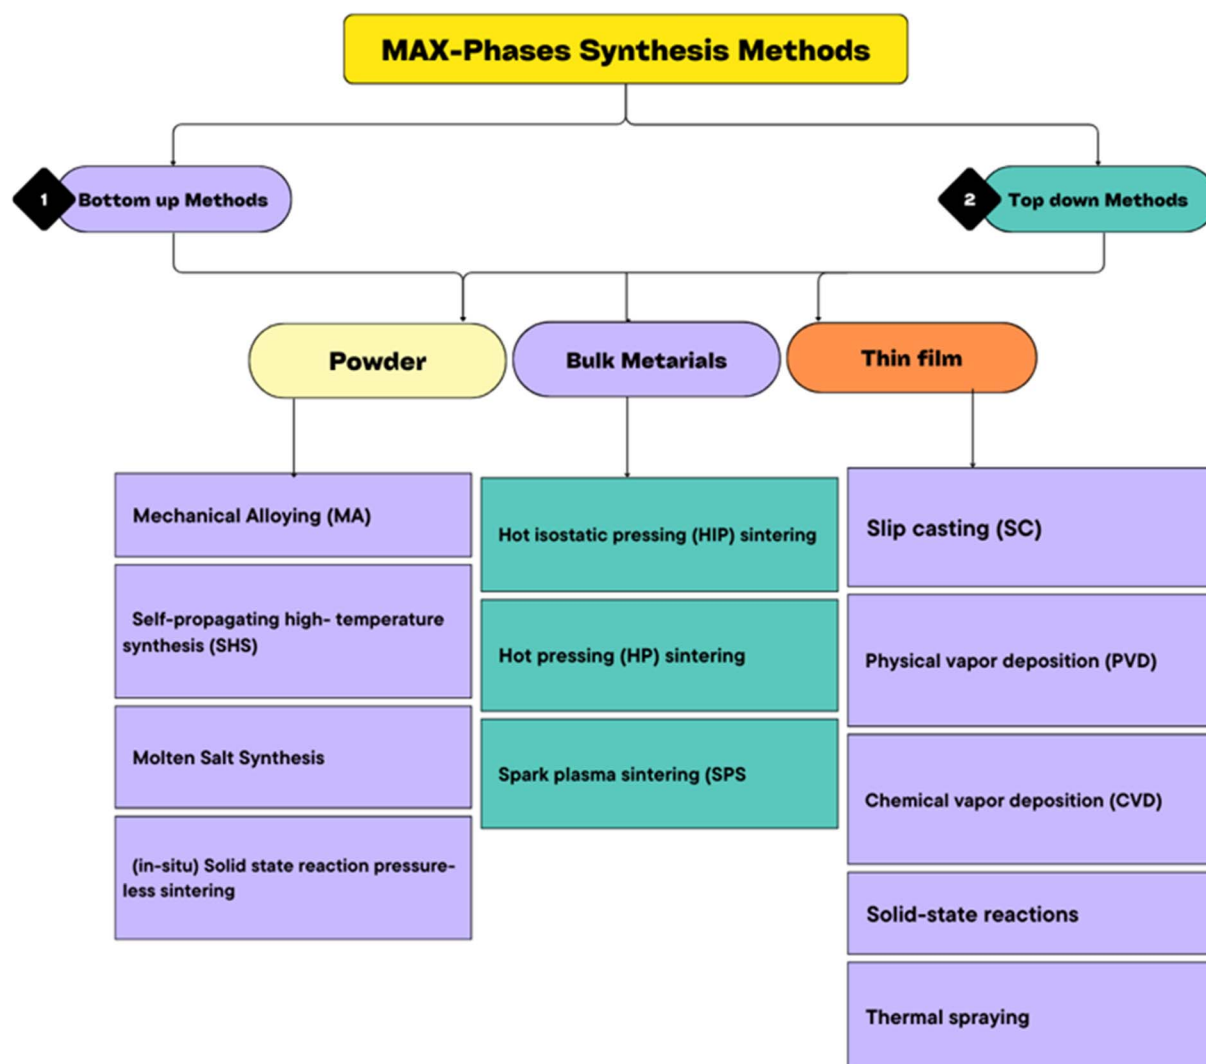 MAX-Phases Synthesis Methods
1
Bottom up Methods
2
Top down Methods
Powder
Bulk Metarials
Thin film
Mechanical Alloying (MA)
Self-propagating high- temperature
synthesis (SHS)
Molten Salt Synthesis
(in-situ) Solid state reaction pressure-
less sintering
Hot isostatic pressing (HIP) sintering
Hot pressing (HP) sintering
Spark plasma sintering (SPS
Slip casting (SC)
Physical vapor deposition (PVD)
Chemical vapor deposition (CVD)
Solid-state reactions
Thermal spraying